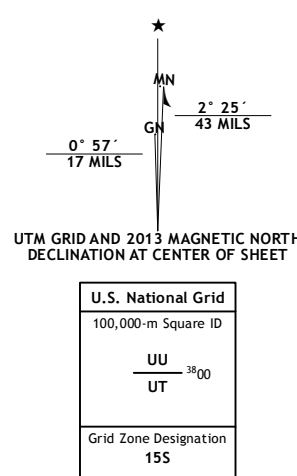 ★
MN
GN
2° 25´
43 MILS
0° 57´
17 MILS
UTM GRID AND 2013 MAGNETIC NORTH
DECLINATION AT CENTER OF SHEET
U.S. National Grid
100,000-m Square ID
UU
3800
UT
Grid Zone Designation
15S